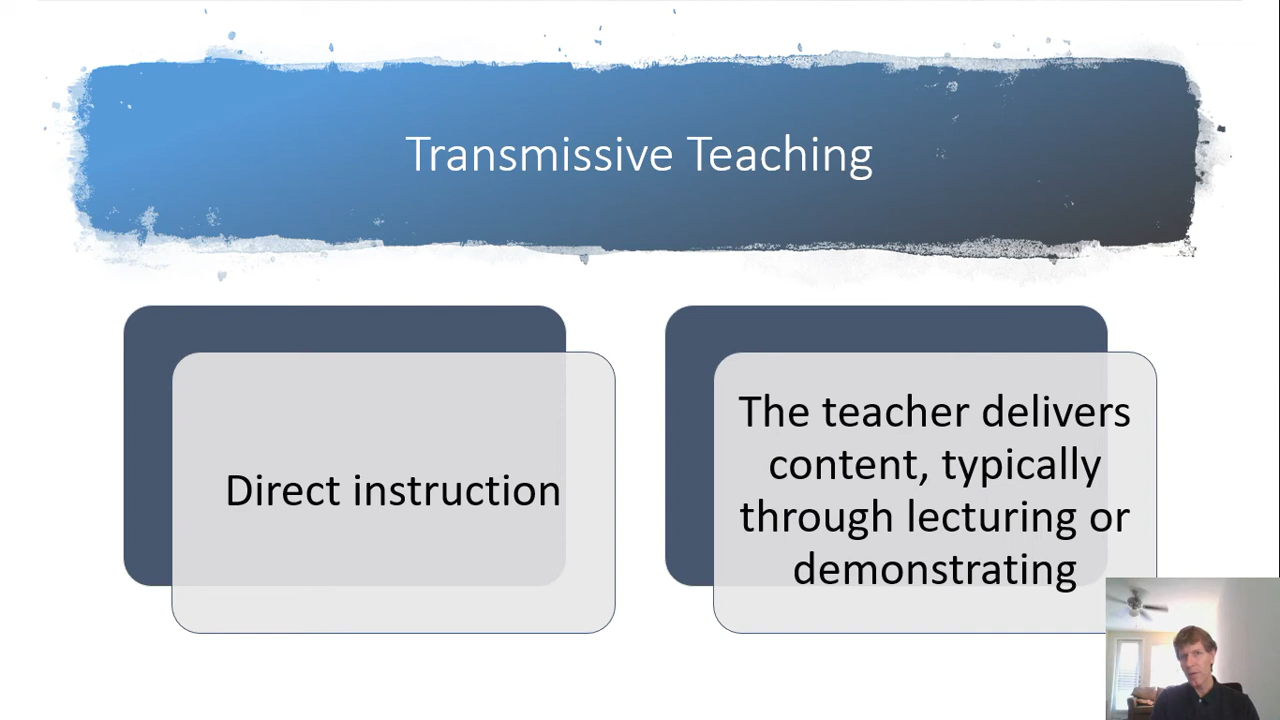 Transmissive Teaching
Direct instruction
The teacher delivers
content, typically
through lecturing or
demonstrating